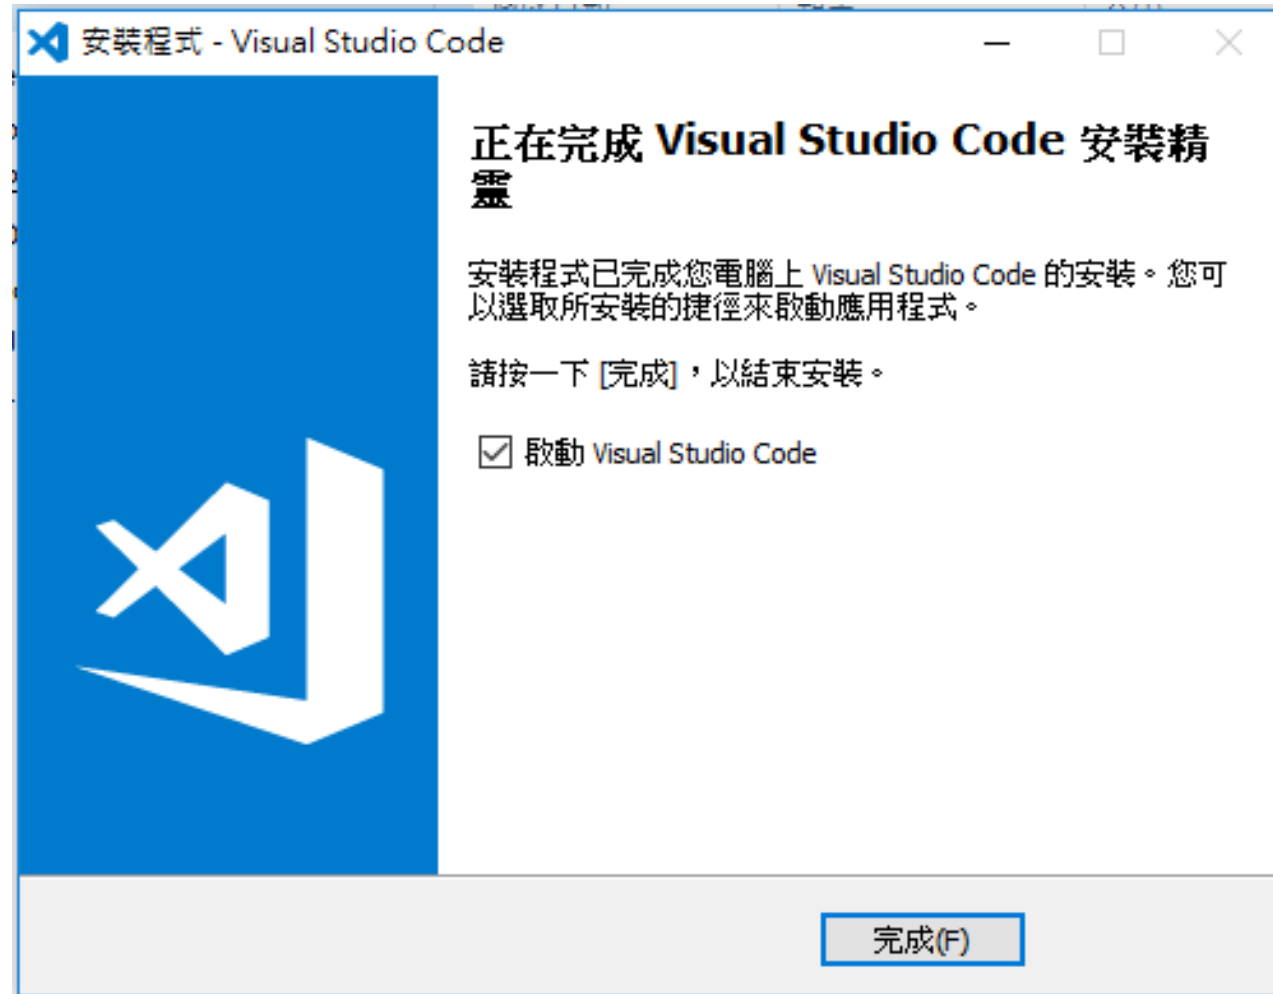 安裝程式 - Visual Studio Code
正在完成 Visual Studio Code 安裝精
靈
安裝程式已完成您電腦上 Visual Studio Code 的安裝。您可
以選取所安裝的捷徑來啟動應用程式。
請按一下 [完成]，以結束安裝。
啟動 Visual Studio Code
完成(F)